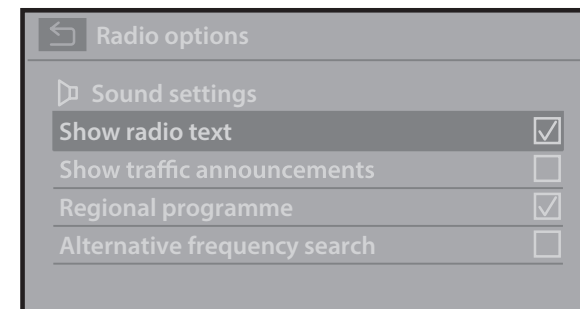 Radio options
Sound settings
Show radio text
Show traffic announcements
Regional programme
Alternative frequency search